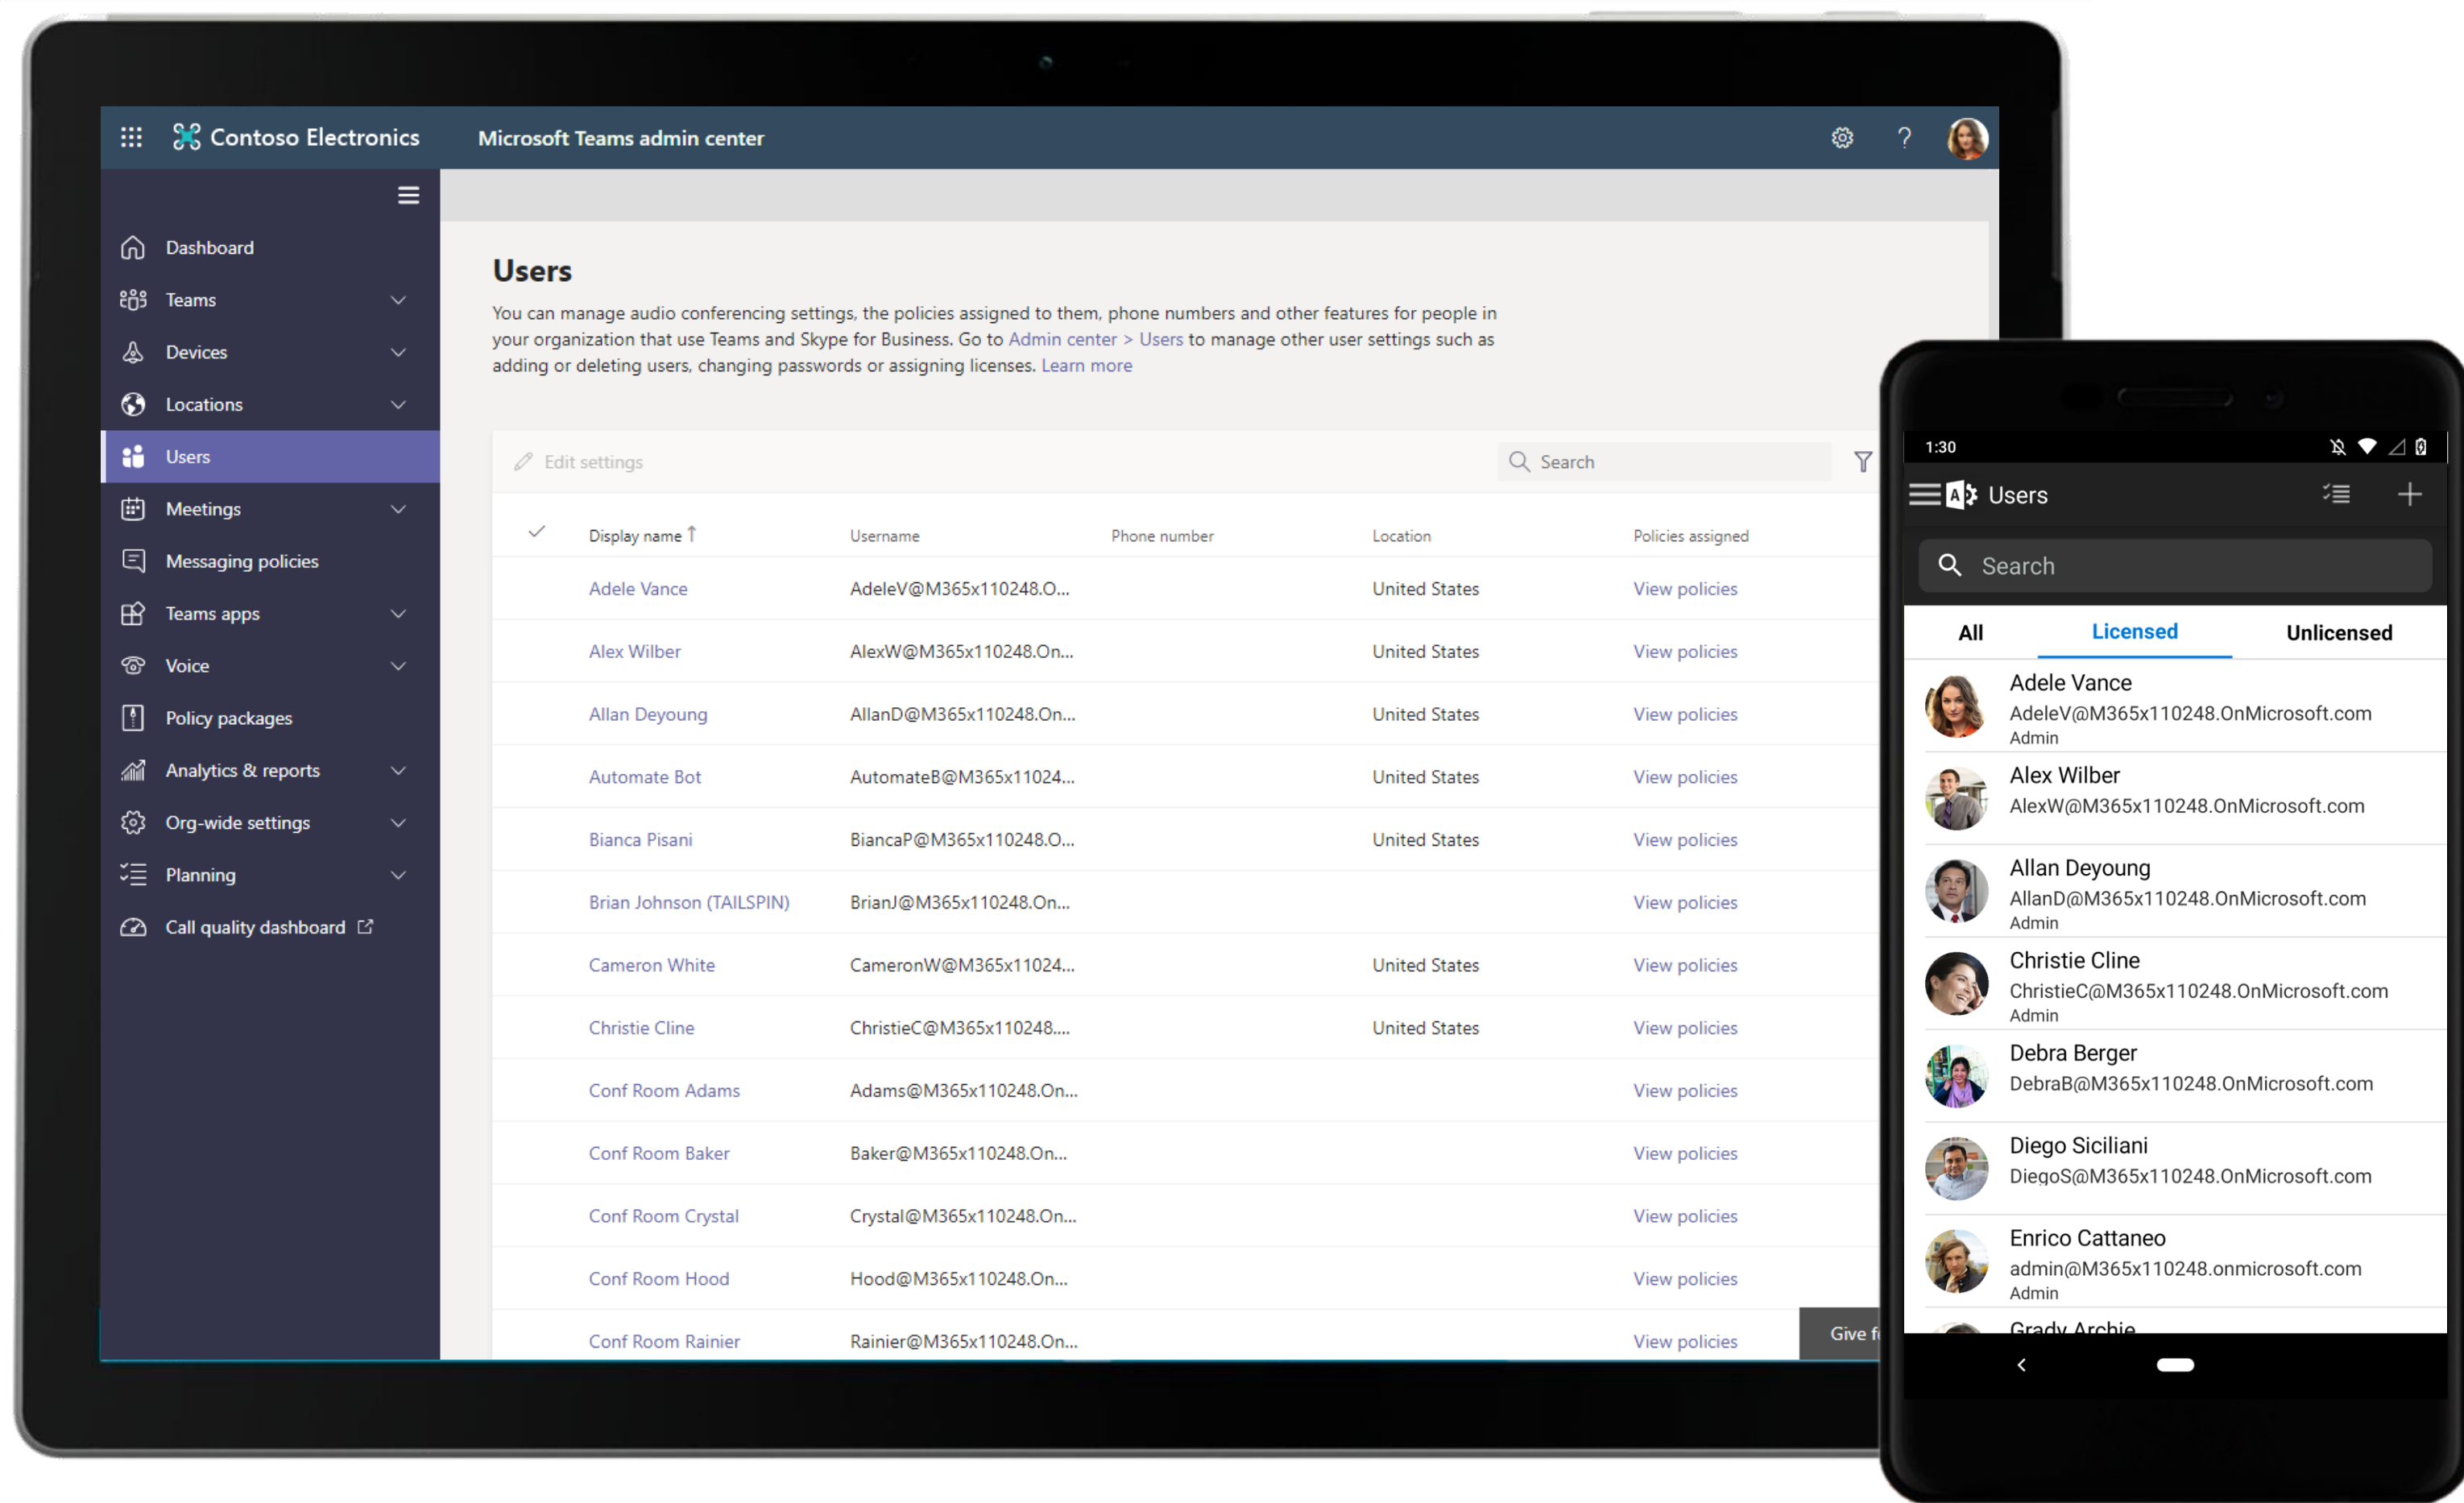 Contoso Electronics
Microsoft Teams admin center
?
Dashboard
Teams
Devices
Locations
Users
Meetings
Messaging policies
Teams apps
Voice
Policy packages
Analytics & reports
Org-wide settings
Planning
Call quality dashboard
Users
You can manage audio conferencing settings, the policies assigned to them, phone numbers and other features for people in
your organization that use Teams and Skype for Business. Go to Admin center > Users to manage other user settings such as
adding or deleting users, changing passwords or assigning licenses. Learn more
Edit settings
Search
Display name ↑ Username Phone number Location Policies assigned
Adele Vance AdeleV@M365x110248.O... United States View policies
Alex Wilber AlexW@M365x110248.On... United States View policies
Allan Deyoung AllanD@M365x110248.On... United States View policies
Automate Bot AutomateB@M365x11024... United States View policies
Bianca Pisani BiancaP@M365x110248.O... United States View policies
Brian Johnson (TAILSPIN) BrianJ@M365x110248.On... View policies
Cameron White CameronW@M365x11024... United States View policies
Christie Cline ChristieC@M365x110248.... United States View policies
Conf Room Adams Adams@M365x110248.On... View policies
Conf Room Baker Baker@M365x110248.On... View policies
Conf Room Crystal Crystal@M365x110248.On... View policies
Conf Room Hood Hood@M365x110248.On... View policies
Conf Room Rainier Rainier@M365x110248.On... View policies
Give
1:30
A Users
Search
All Licensed Unlicensed
Adele Vance
AdeleV@M365x110248.OnMicrosoft.com
Admin
Alex Wilber
AlexW@M365x110248.OnMicrosoft.com
Allan Deyoung
AllanD@M365x110248.OnMicrosoft.com
Admin
Christie Cline
ChristieC@M365x110248.OnMicrosoft.com
Admin
Debra Berger
DebraB@M365x110248.OnMicrosoft.com
Diego Siciliani
DiegoS@M365x110248.OnMicrosoft.com
Enrico Cattaneo
admin@M365x110248.onmicrosoft.com
Admin
Grady Archie